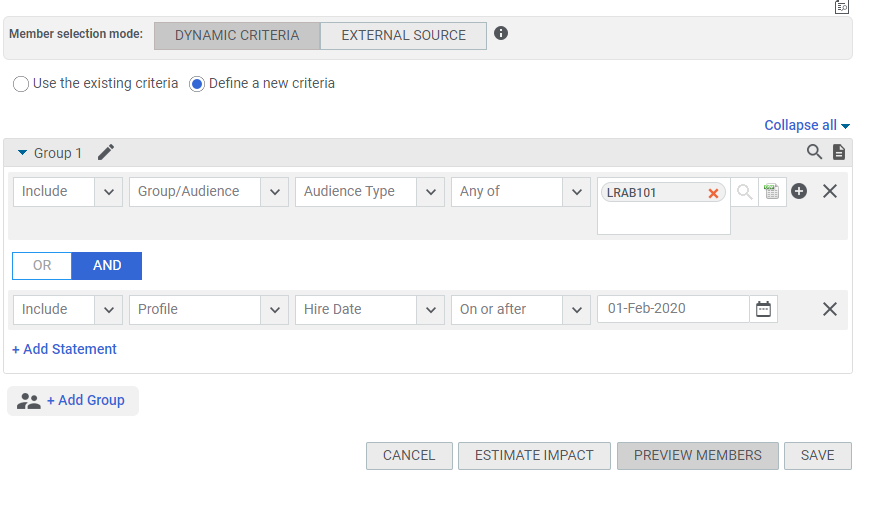 Member selection mode: DYNAMIC CRITERIA EXTERNAL SOURCE
Use the existing criteria Define a new criteria
Collapse all
Group 1
Include Group/Audience Audience Type Any of LRAB101
OR AND
Include Profile Hire Date On or after 01-Feb-2020
+ Add Statement
+ Add Group
CANCEL ESTIMATE IMPACT PREVIEW MEMBERS SAVE